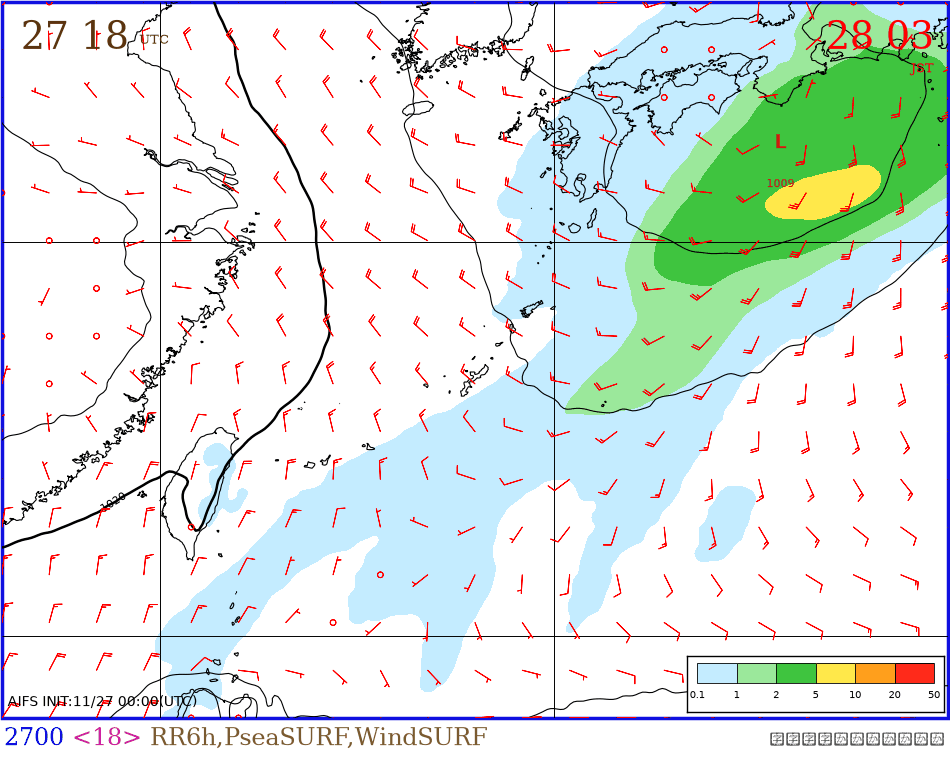 27 18 UTC
28 03 JST
L
1009
1020
0.1 1 2 5 10 20 50
AIFS INIT:11/27 00:00(UTC)
2700 <18> RR6h,PseaSURF,WindSURF